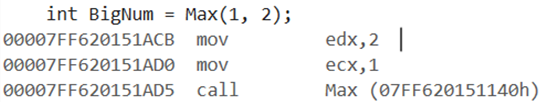 int BigNum = Max(1, 2);
00007FF620151ACB mov edx,2
00007FF620151AD0 mov ecx,1
00007FF620151AD5 call Max (07FF620151140h)